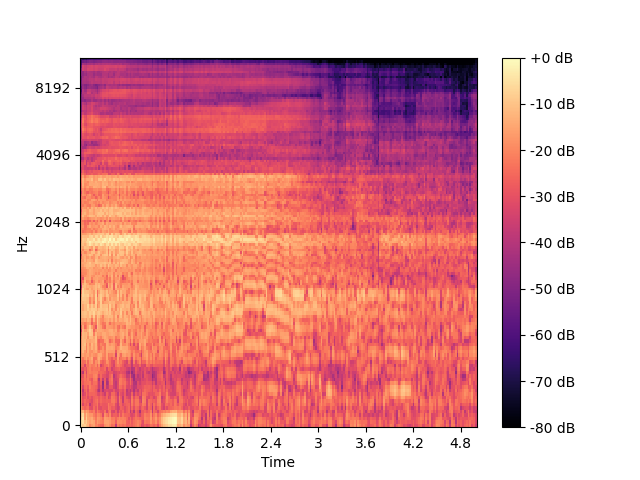 8192
4096
2048
1024
512
0
Hz
0 0.6 1.2 1.8 2.4 3 3.6 4.2 4.8
Time
+0 dB
-10 dB
-20 dB
-30 dB
-40 dB
-50 dB
-60 dB
-70 dB
-80 dB